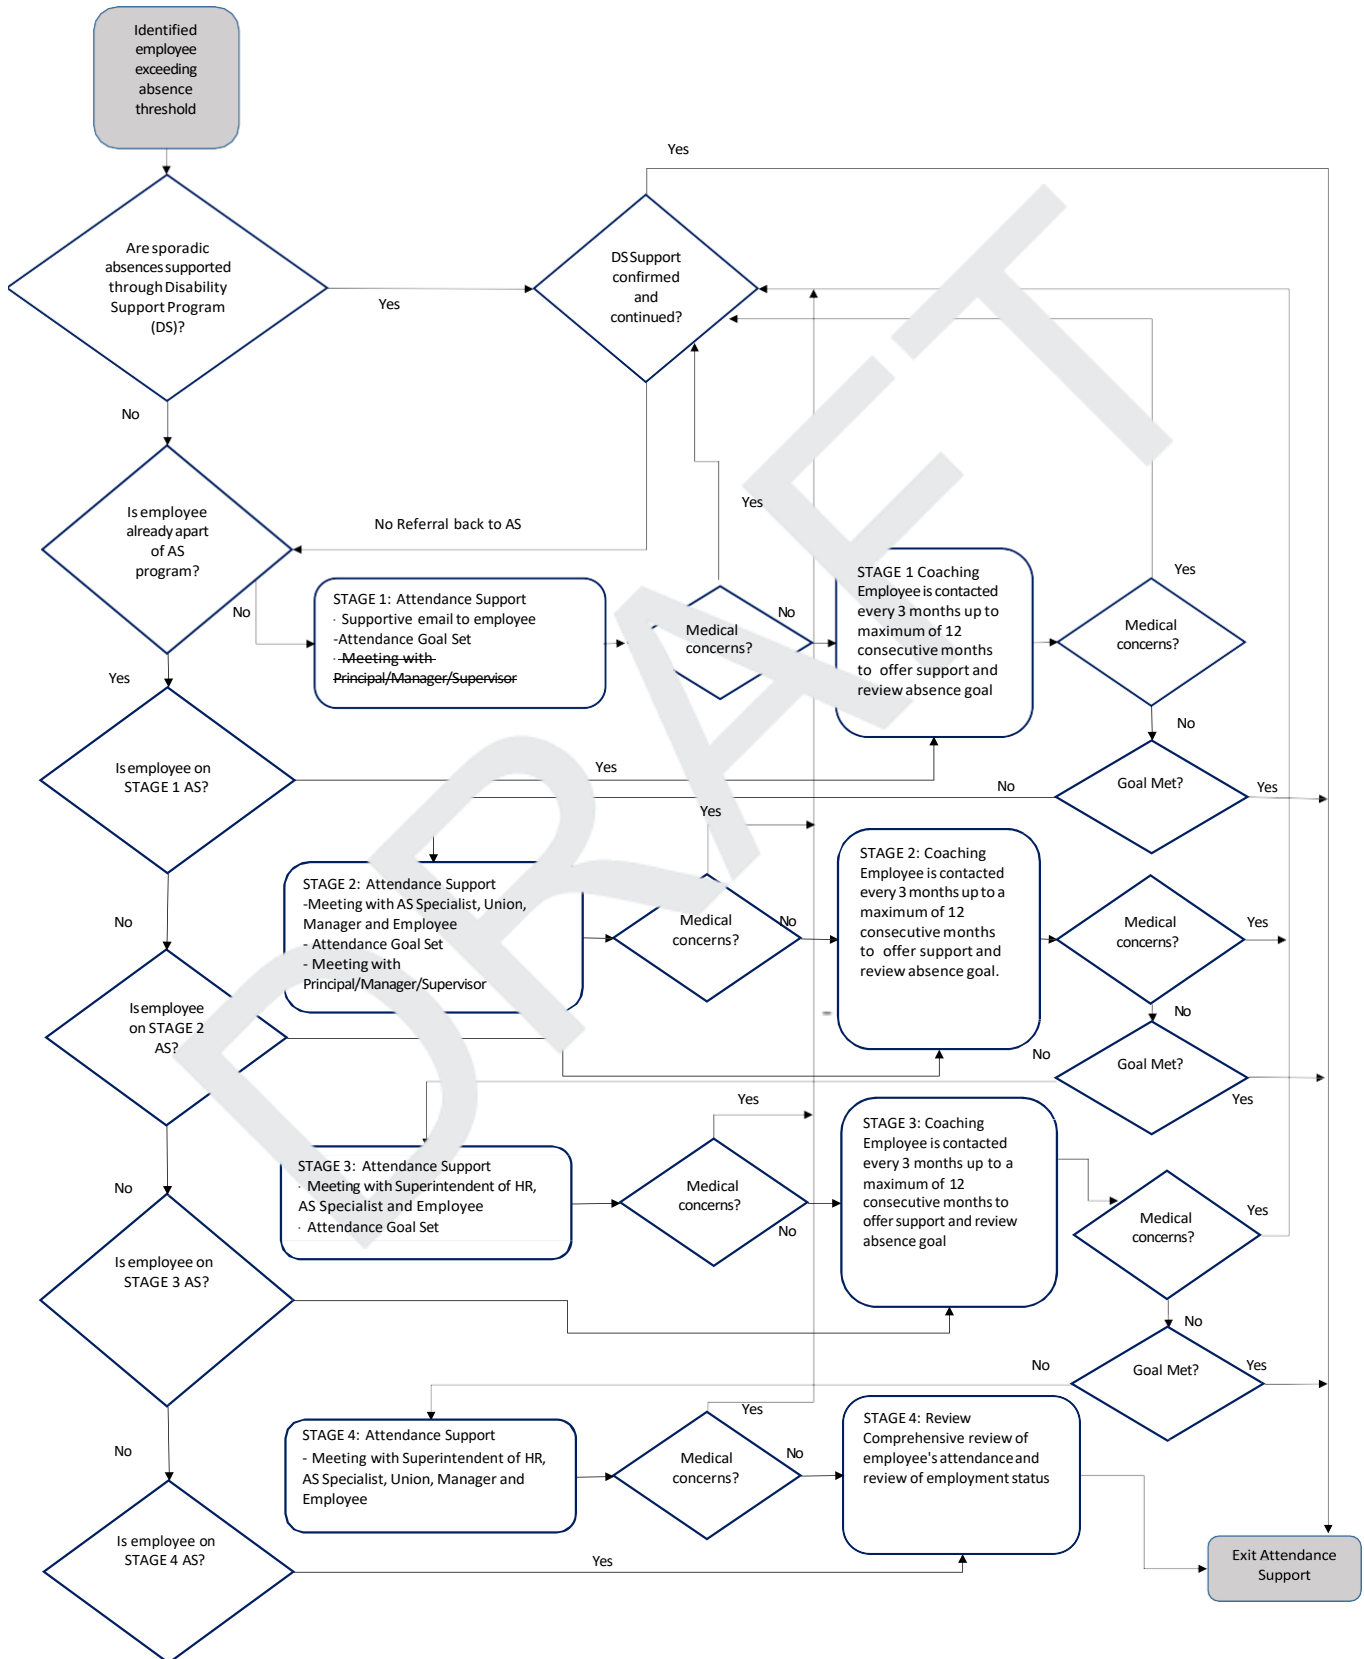 Identified
employee
exceeding
absence
threshold
Yes
Are sporadic
absences supported
through Disability
Support Program
(DS)?
Yes
DS Support
confirmed
and
continued?
No
Is employee
already apart
of AS
program?
No Referral back to AS
Yes
No
STAGE 1: Attendance Support
· Supportive email to employee
-Attendance Goal Set
· Meeting with
Principal/Manager/Supervisor
Medical
concerns?
No
STAGE 1 Coaching
Employee is contacted
every 3 months up to
maximum of 12
consecutive months
to offer support and
review absence goal
Yes
Medical
concerns?
No
Yes
Is employee on
STAGE 1 AS?
Yes
No
Goal Met?
Yes
No
STAGE 2: Attendance Support
-Meeting with AS Specialist, Union,
Manager and Employee
- Attendance Goal Set
- Meeting with
Principal/Manager/Supervisor
Yes
Medical
concerns?
No
STAGE 2: Coaching
Employee is contacted
every 3 months up to a
maximum of 12
consecutive months
to offer support and
review absence goal.
Medical
concerns?
Yes
No
Is employee
on STAGE 2
AS?
No
Goal Met?
Yes
No
STAGE 3: Attendance Support
· Meeting with Superintendent of HR,
AS Specialist and Employee
· Attendance Goal Set
Yes
Medical
concerns?
No
STAGE 3: Coaching
Employee is contacted
every 3 months up to a
maximum of 12
consecutive months to
offer support and review
absence goal
Medical
concerns?
Yes
No
Is employee on
STAGE 3 AS?
No
Goal Met?
Yes
No
STAGE 4: Attendance Support
- Meeting with Superintendent of HR,
AS Specialist, Union, Manager and
Employee
Yes
Medical
concerns?
No
STAGE 4: Review
Comprehensive review of
employee's attendance and
review of employment status
Is employee on
STAGE 4 AS?
Yes
Exit Attendance
Support
DRAFT